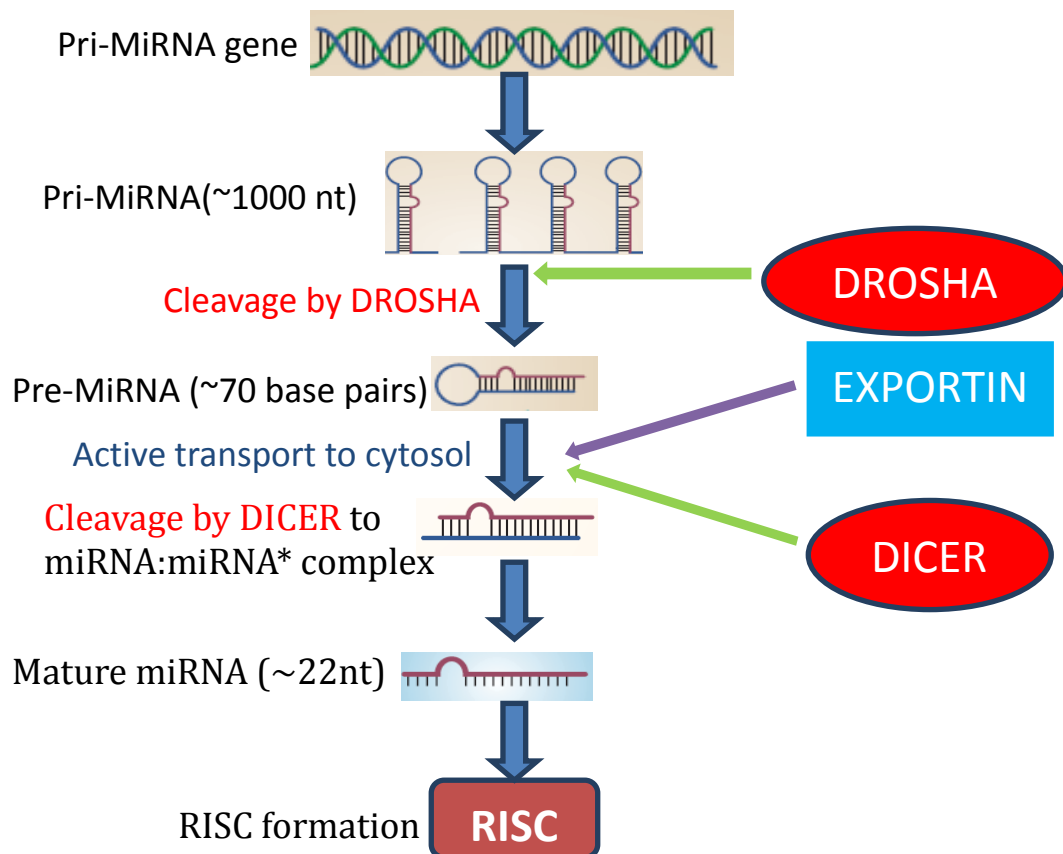 Pri-MiRNA gene
Pri-MiRNA(~1000 nt)
Cleavage by DROSHA
DROSHA
Pre-MiRNA (~70 base pairs)
EXPORTIN
Active transport to cytosol
Cleavage by DICER to
miRNA:miRNA* complex
DICER
Mature miRNA (~22nt)
RISC formation
RISC